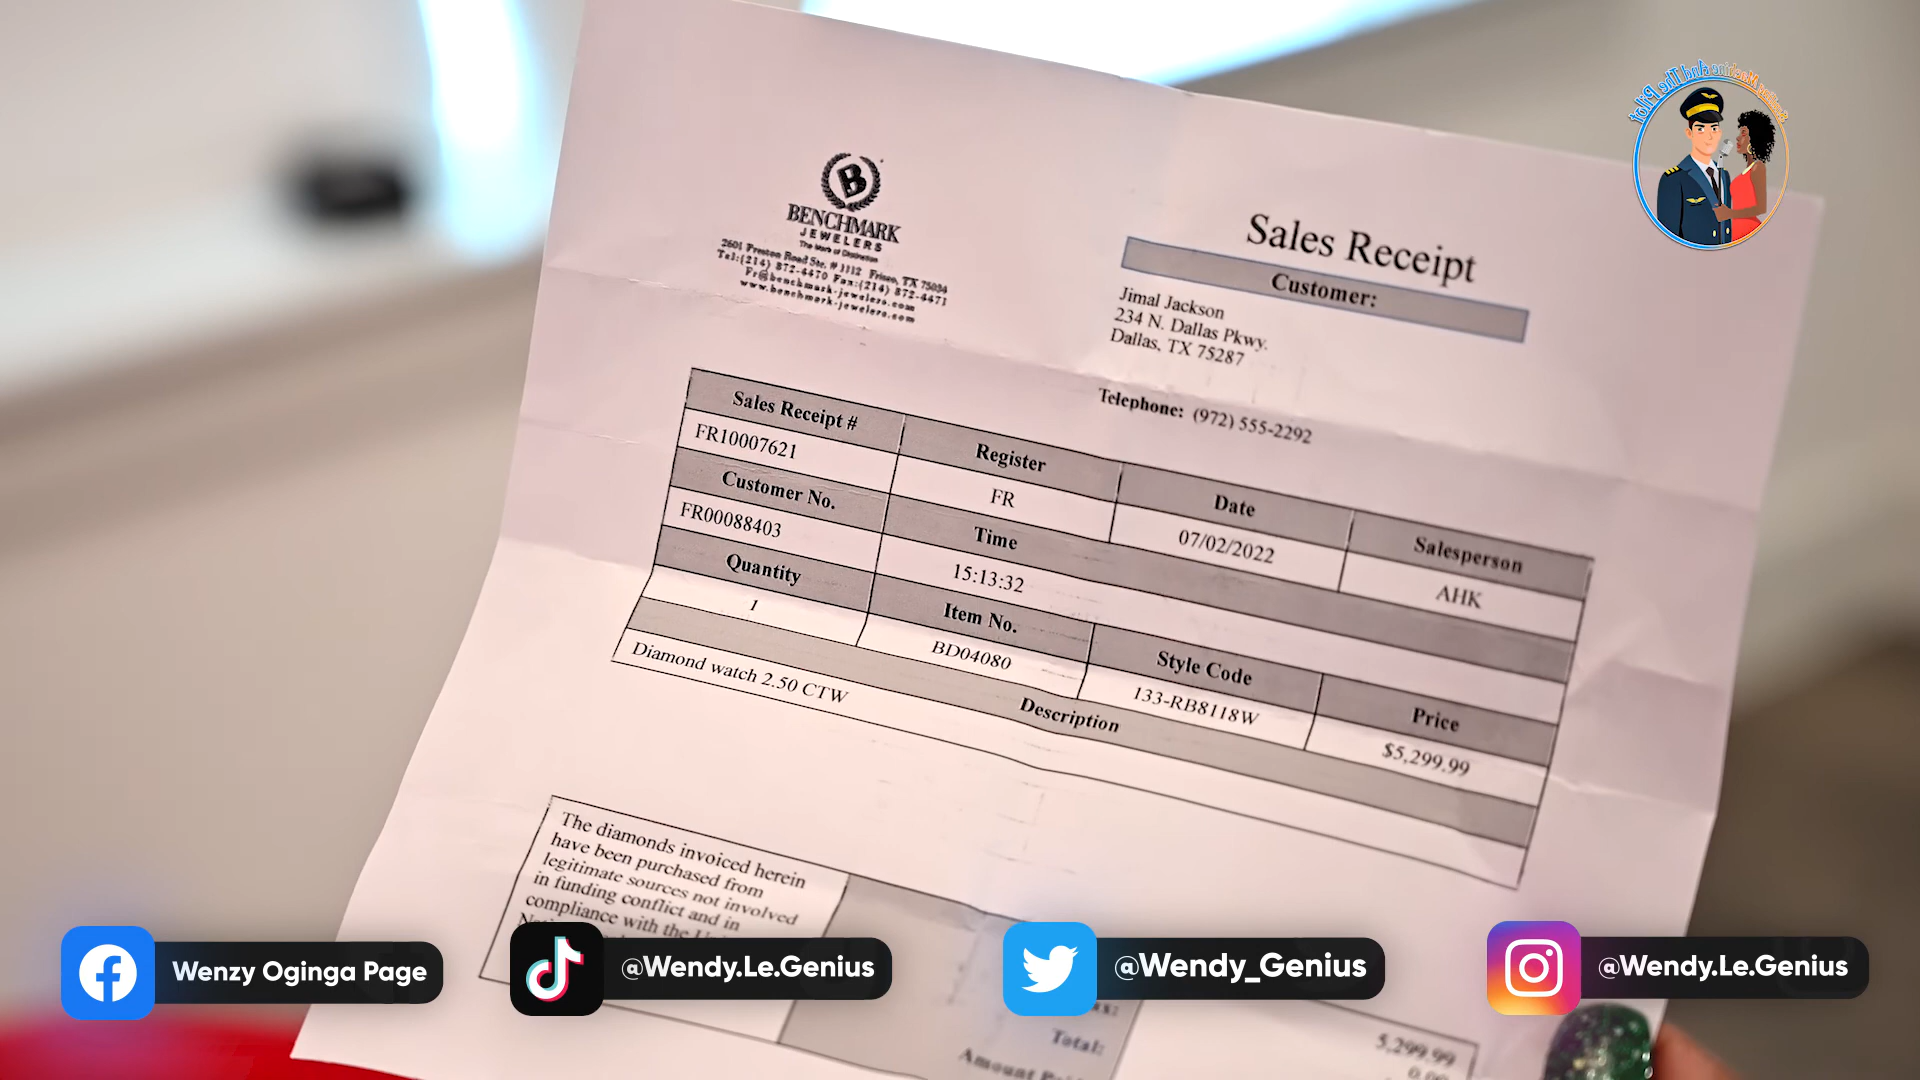 And The Pilot
B
BENCHMARK
JEWELERS
The Mark of Distinction
2601 Preston Road Ste. # 1112 Frisco, TX 75034
Tel:(214) 872-4470 Fax:(214) 872-4471
Fr@benchmark-jewelers.com
www.benchmark-jewelers.com
Sales Receipt
Customer:
Jimal Jackson
234 N. Dallas Pkwy.
Dallas, TX 75287
Telephone: (972) 555-2292
Sales Receipt # Register Date Salesperson
FR10007621 FR 07/02/2022 AHK
Customer No. Time
FR00088403 15:13:32
Quantity Item No. Style Code Price
1 BD04080 133-RB8118W $5,299.99
Description
Diamond watch 2.50 CTW
The diamonds invoiced herein
have been purchased from
legitimate sources not involved
in funding conflict and in
compliance with the
5,299.99
Total: 0.00
Amount
Wenzy Oginga Page
@Wendy.Le.Genius
@Wendy_Genius
@Wendy.Le.Genius